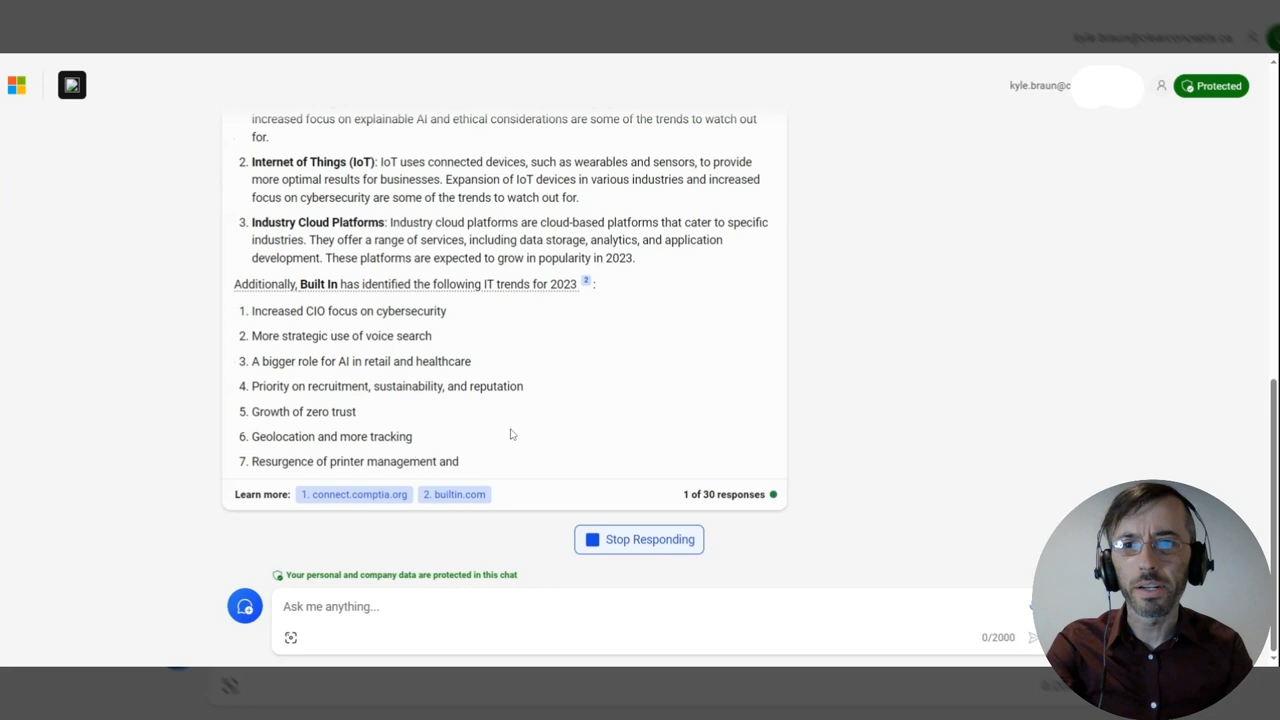 kyle.braun@clearconcepts.ca
kyle.braun@c
Protected
increased focus on explainable AI and ethical considerations are some of the trends to watch out
for.
2. Internet of Things (IoT): IoT uses connected devices, such as wearables and sensors, to provide
more optimal results for businesses. Expansion of IoT devices in various industries and increased
focus on cybersecurity are some of the trends to watch out for.
3. Industry Cloud Platforms: Industry cloud platforms are cloud-based platforms that cater to specific
industries. They offer a range of services, including data storage, analytics, and application
development. These platforms are expected to grow in popularity in 2023.
Additionally, Built In has identified the following IT trends for 2023 2 :
1. Increased CIO focus on cybersecurity
2. More strategic use of voice search
3. A bigger role for AI in retail and healthcare
4. Priority on recruitment, sustainability, and reputation
5. Growth of zero trust
6. Geolocation and more tracking
7. Resurgence of printer management and
Learn more: 1. connect.comptia.org 2. builtin.com 1 of 30 responses
Stop Responding
Your personal and company data are protected in this chat
Ask me anything...
0/2000